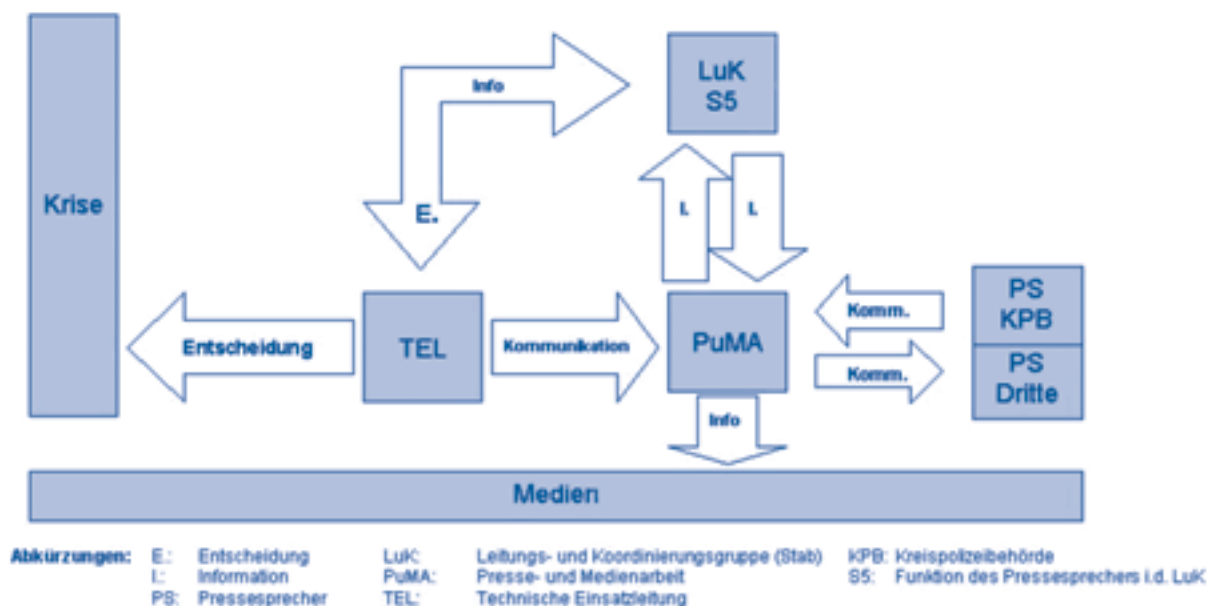 Krise
Info
LuK
S5
E.
I.
I.
Entscheidung
TEL
Kommunikation
PuMA
Komm.
Komm.
PS
KPB
PS
Dritte
Info
Medien
Abkürzungen: E.: Entscheidung LuK: Leitungs- und Koordinierungsgruppe (Stab) KPB: Kreispolizeibehörde
I.: Information PuMA: Presse- und Medienarbeit S5: Funktion des Pressesprechers i.d. LuK
PS: Pressesprecher TEL: Technische Einsatzleitung